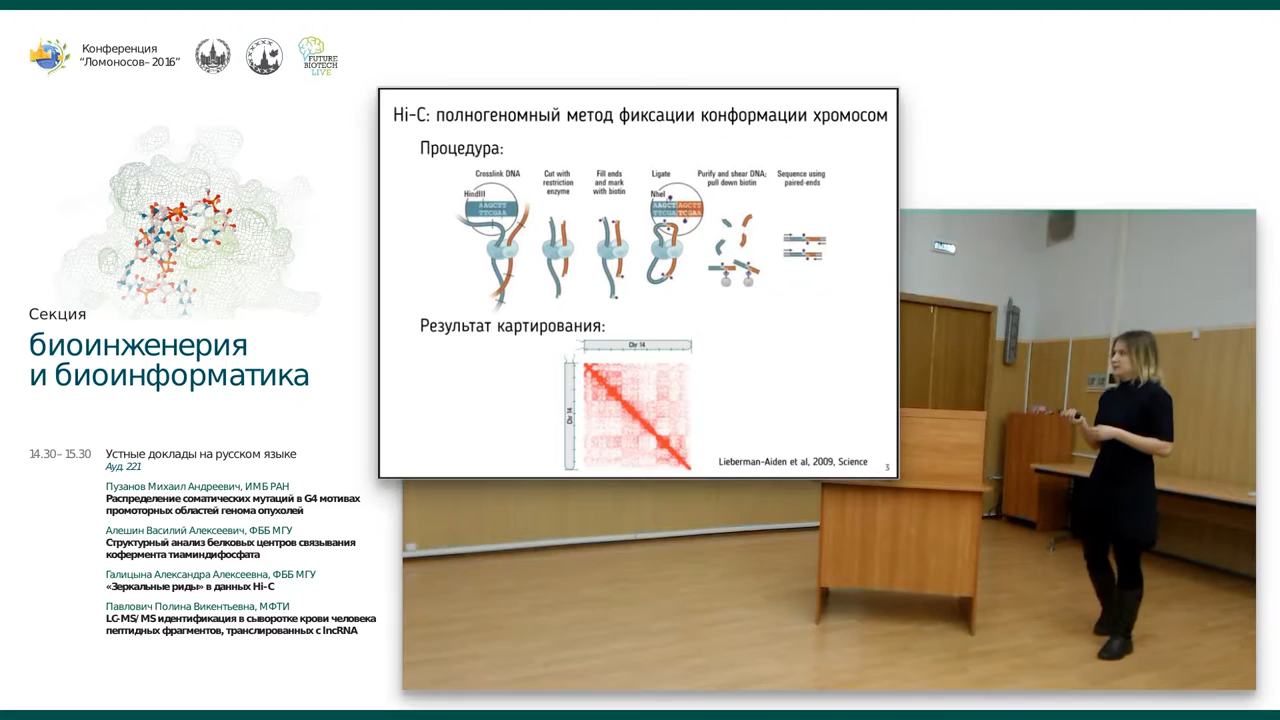 Конференция
“Ломоносов–2016”
FUTURE
BIOTECH
LIVE
Секция
биоинженерия
и биоинформатика
14.30–15.30 Устные доклады на русском языке
Ауд. 221
Пузанов Михаил Андреевич, ИМБ РАН
Распределение соматических мутаций в G4 мотивах
промоторных областей генома опухолей
Алешин Василий Алексеевич, ФББ МГУ
Структурный анализ белковых центров связывания
кофермента тиаминдифосфата
Галицына Александра Алексеевна, ФББ МГУ
«Зеркальные риды» в данных Hi-C
Павлович Полина Викентьевна, МФТИ
LC-MS/MS идентификация в сыворотке крови человека
пептидных фрагментов, транслированных с lncRNA
Hi-C: полногеномный метод фиксации конформации хромосом
Процедура:
Crosslink DNA
Cut with
restriction
enzyme
Fill ends
and mark
with biotin
Ligate
Purify and shear DNA;
pull down biotin
Sequence using
paired-ends
HindIII
AAGCTT
TTCGAA
NheI
AAGCT AGCTT
TTCGA TCGAA
Результат картирования:
Chr 14
Chr 14
Lieberman-Aiden et al, 2009, Science
3